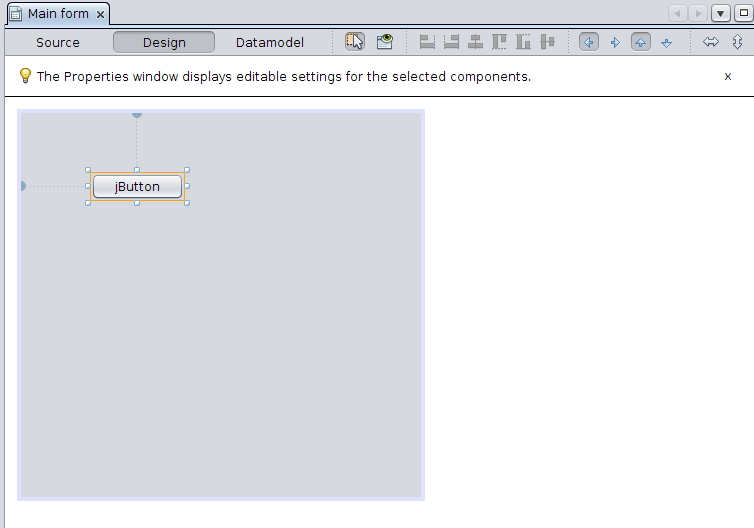 Main form
Source Design Datamodel
The Properties window displays editable settings for the selected components. x
jButton